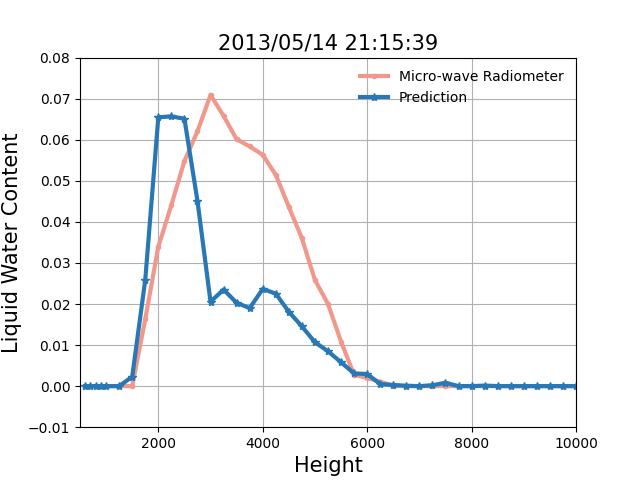 2013/05/14 21:15:39
Micro-wave Radiometer
Prediction
Liquid Water Content
0.08
0.07
0.06
0.05
0.04
0.03
0.02
0.01
0.00
−0.01
2000 4000 6000 8000 10000
Height